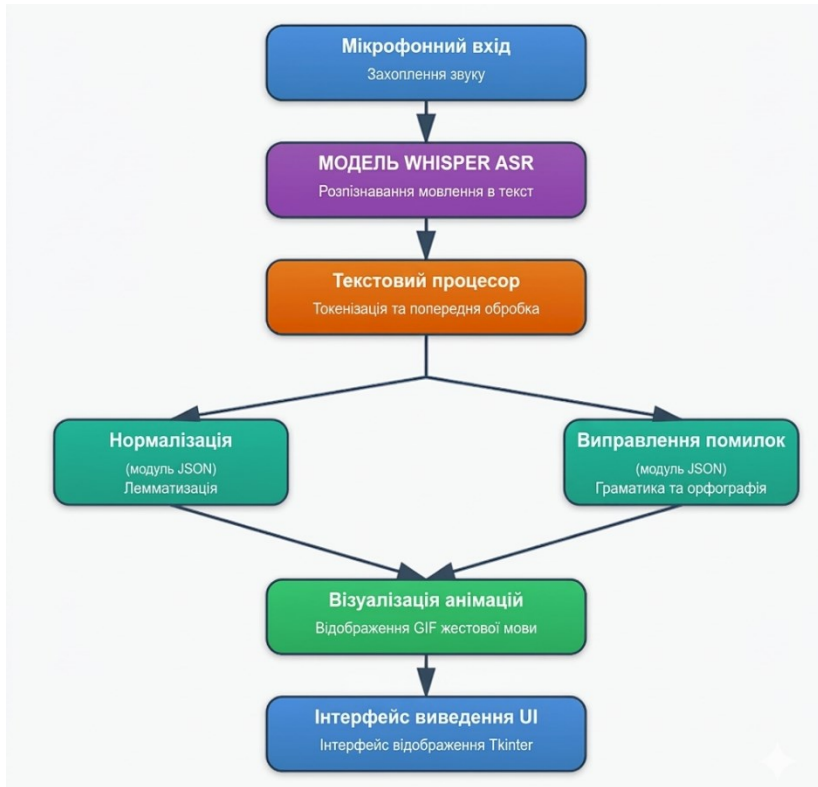 Мікрофонний вхід
Захоплення звуку
МОДЕЛЬ WHISPER ASR
Розпізнавання мовлення в текст
Текстовий процесор
Токенізація та попередня обробка
Нормалізація
(модуль JSON)
Лемматизація
Виправлення помилок
(модуль JSON)
Граматика та орфографія
Візуалізація анімацій
Відображення GIF жестової мови
Інтерфейс виведення UI
Інтерфейс відображення Tkinter